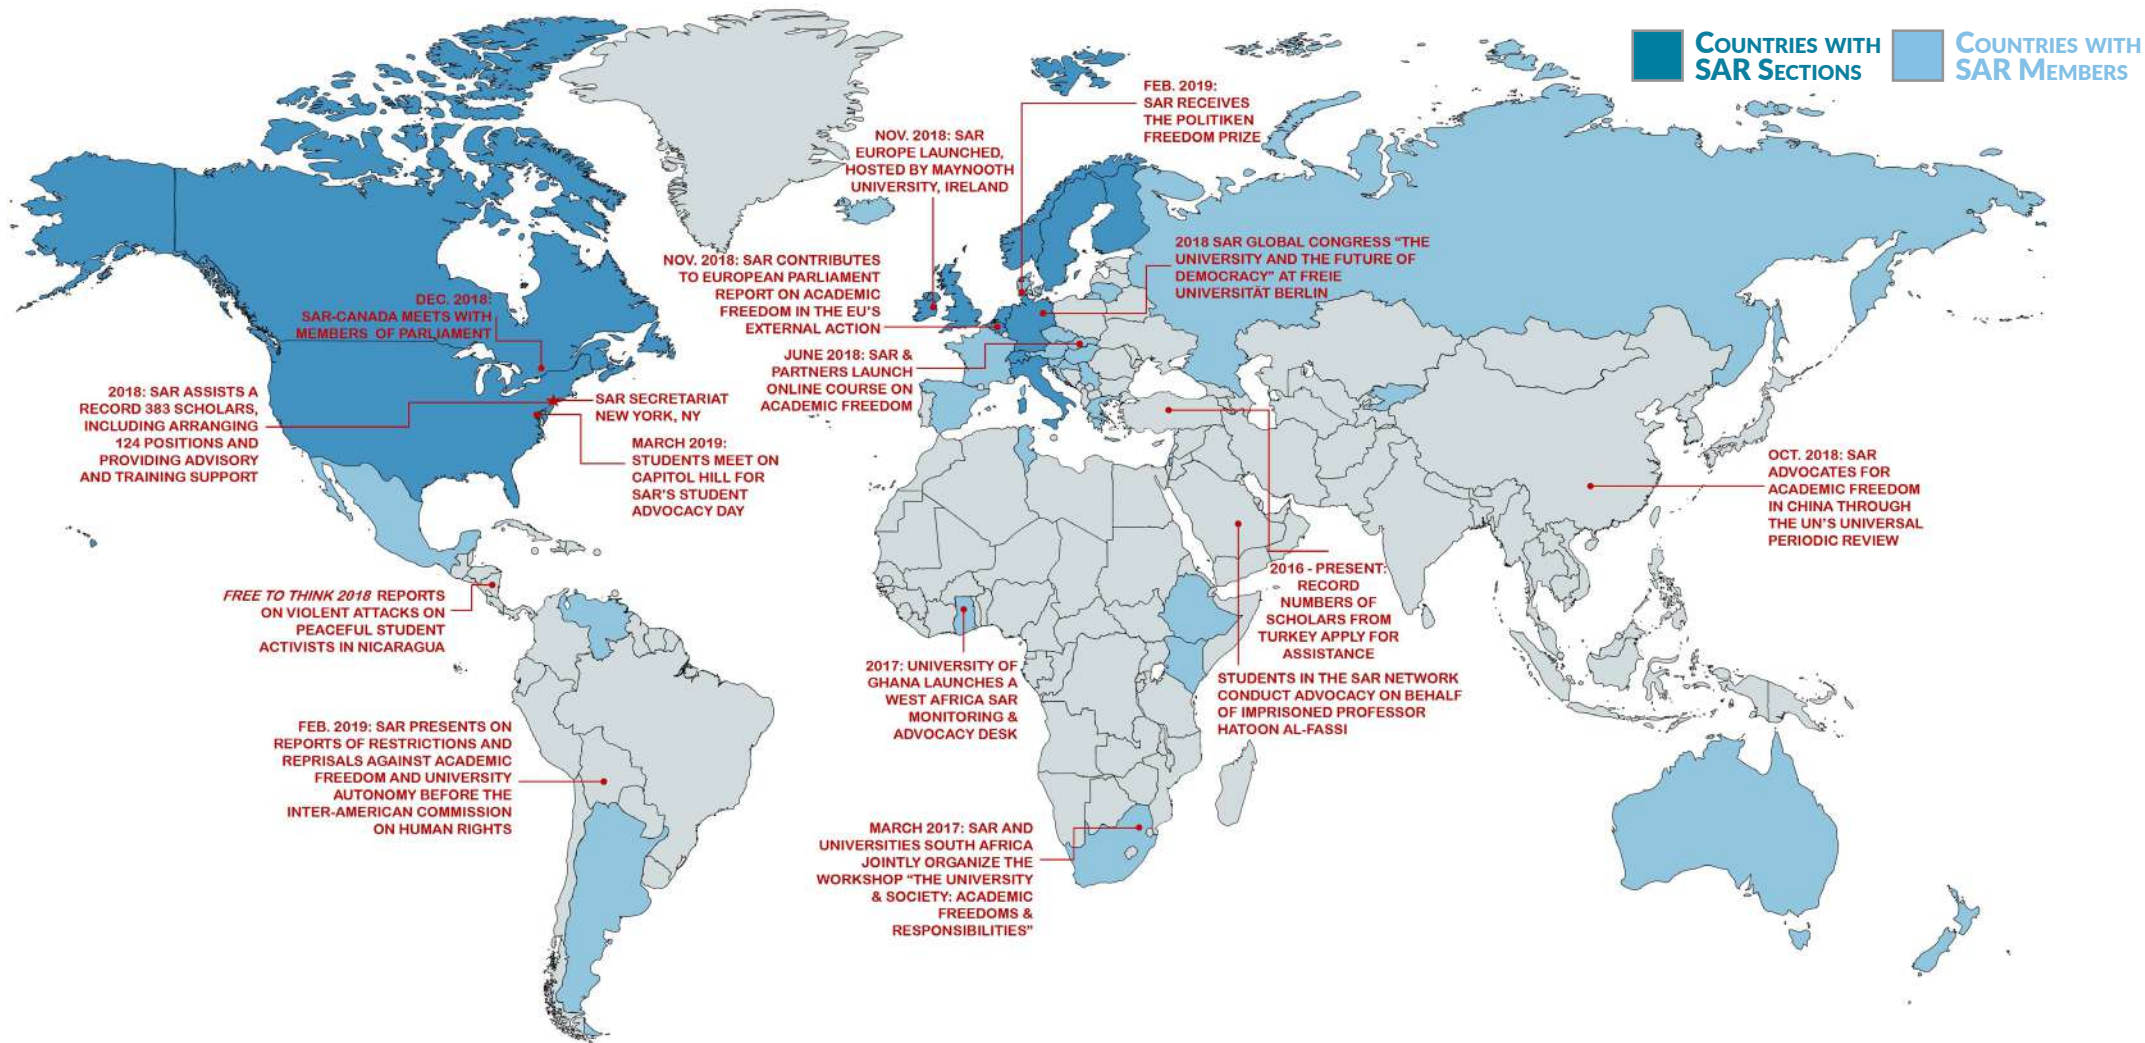 COUNTRIES WITH
SAR SECTIONS
COUNTRIES WITH
SAR MEMBERS
FEB. 2019:
SAR RECEIVES
THE POLITIKEN
FREEDOM PRIZE
NOV. 2018: SAR
EUROPE LAUNCHED,
HOSTED BY MAYNOOTH
UNIVERSITY, IRELAND
2018 SAR GLOBAL CONGRESS “THE
UNIVERSITY AND THE FUTURE OF
DEMOCRACY” AT FREIE
UNIVERSITÄT BERLIN
NOV. 2018: SAR CONTRIBUTES
TO EUROPEAN PARLIAMENT
REPORT ON ACADEMIC
FREEDOM IN THE EU'S
EXTERNAL ACTION
DEC. 2018:
SAR-CANADA MEETS WITH
MEMBERS OF PARLIAMENT
JUNE 2018: SAR &
PARTNERS LAUNCH
ONLINE COURSE ON
ACADEMIC FREEDOM
2018: SAR ASSISTS A
RECORD 383 SCHOLARS,
INCLUDING ARRANGING
124 POSITIONS AND
PROVIDING ADVISORY
AND TRAINING SUPPORT
SAR SECRETARIAT
NEW YORK, NY
MARCH 2019:
STUDENTS MEET ON
CAPITOL HILL FOR
SAR'S STUDENT
ADVOCACY DAY
OCT. 2018: SAR
ADVOCATES FOR
ACADEMIC FREEDOM
IN CHINA THROUGH
THE UN'S UNIVERSAL
PERIODIC REVIEW
FREE TO THINK 2018 REPORTS
ON VIOLENT ATTACKS ON
PEACEFUL STUDENT
ACTIVISTS IN NICARAGUA
2016 - PRESENT:
RECORD
NUMBERS OF
SCHOLARS FROM
TURKEY APPLY FOR
ASSISTANCE
2017: UNIVERSITY OF
GHANA LAUNCHES A
WEST AFRICA SAR
MONITORING &
ADVOCACY DESK
STUDENTS IN THE SAR NETWORK
CONDUCT ADVOCACY ON BEHALF
OF IMPRISONED PROFESSOR
HATOON AL-FASSI
FEB. 2019: SAR PRESENTS ON
REPORTS OF RESTRICTIONS AND
REPRISALS AGAINST ACADEMIC
FREEDOM AND UNIVERSITY
AUTONOMY BEFORE THE
INTER-AMERICAN COMMISSION
ON HUMAN RIGHTS
MARCH 2017: SAR AND
UNIVERSITIES SOUTH AFRICA
JOINTLY ORGANIZE THE
WORKSHOP “THE UNIVERSITY
& SOCIETY: ACADEMIC
FREEDOMS &
RESPONSIBILITIES”